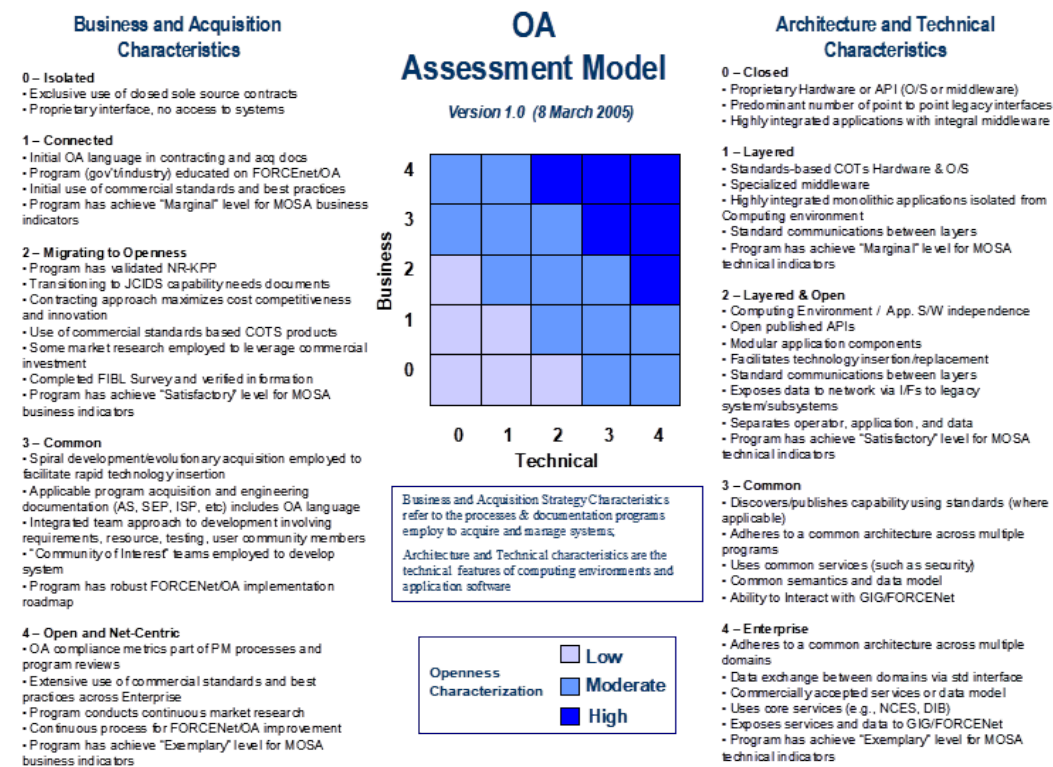 Business and Acquisition
Characteristics
0 – Isolated
• Exclusive use of closed sole source contracts
• Proprietary interface, no access to systems
1 – Connected
• Initial OA language in contracting and acq docs
• Program (gov't/industry) educated on FORCEnet/OA
• Initial use of commercial standards and best practices
• Program has achieve "Marginal" level for MOSA business
indicators
2 – Migrating to Openness
• Program has validated NR-KPP
• Transitioning to JCIDS capability needs documents
• Contracting approach maximizes cost competitiveness
and innovation
• Use of commercial standards based COTS products
• Some market research employed to leverage commercial
investment
• Completed FIBL Survey and verified information
• Program has achieve "Satisfactory" level for MOSA
business indicators
3 – Common
• Spiral development/evolutionary acquisition employed to
facilitate rapid technology insertion
• Applicable program acquisition and engineering
documentation (AS, SEP, ISP, etc) includes OA language
• Integrated team approach to development involving
requirements, resource, testing, user community members
• "Community of Interest" teams employed to develop
system
• Program has robust FORCENet/OA implementation
roadmap
4 – Open and Net-Centric
• OA compliance metrics part of PM processes and
program reviews
• Extensive use of commercial standards and best
practices across Enterprise
• Program conducts continuous market research
• Continuous process for FORCENet/OA improvement
• Program has achieve "Exemplary" level for MOSA
business indicators
OA
Assessment Model
Version 1.0 (8 March 2005)
Business
4
3
2
1
0
0 1 2 3 4
Technical
Business and Acquisition Strategy Characteristics
refer to the processes & documentation programs
employ to acquire and manage systems;
Architecture and Technical characteristics are the
technical features of computing environments and
application software
Openness
Characterization
Low
Moderate
High
Architecture and Technical
Characteristics
0 – Closed
• Proprietary Hardware or API (O/S or middleware)
• Predominant number of point to point legacy interfaces
• Highly integrated applications with integral middleware
1 – Layered
• Standards-based COTs Hardware & O/S
• Specialized middleware
• Highly integrated monolithic applications isolated from
Computing environment
• Standard communications between layers
• Program has achieve "Marginal" level for MOSA
technical indicators
2 – Layered & Open
• Computing Environment / App. S/W independence
• Open published APIs
• Modular application components
• Facilitates technology insertion/replacement
• Standard communications between layers
• Exposes data to network via I/Fs to legacy
system/subsystems
• Separates operator, application, and data
• Program has achieve "Satisfactory" level for MOSA
technical indicators
3 – Common
• Discovers/publishes capability using standards (where
applicable)
• Adheres to a common architecture across multiple
programs
• Uses common services (such as security)
• Common semantics and data model
• Ability to Interact with GIG/FORCENet
4 – Enterprise
• Adheres to a common architecture across multiple
domains
• Data exchange between domains via std interface
• Commercially accepted services or data model
• Uses core services (e.g., NCES, DIB)
• Exposes services and data to GIG/FORCENet
• Program has achieve "Exemplary" level for MOSA
technical indicators